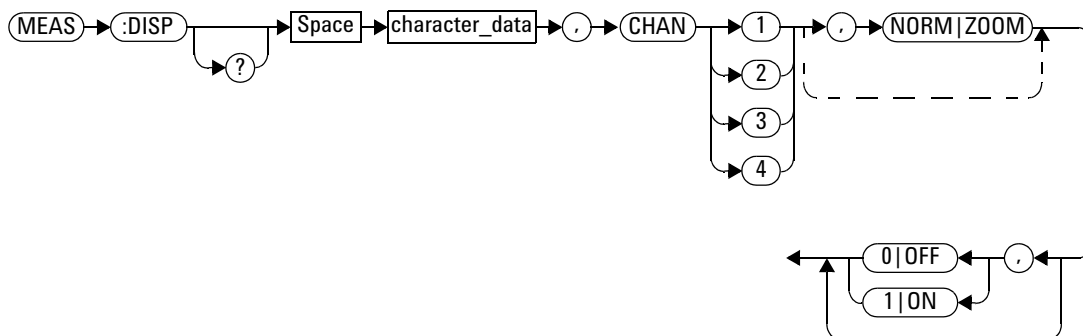 MEAS :DISP ? Space character_data , CHAN 1 , NORM|ZOOM
2
3
4
0|OFF ,
1|ON